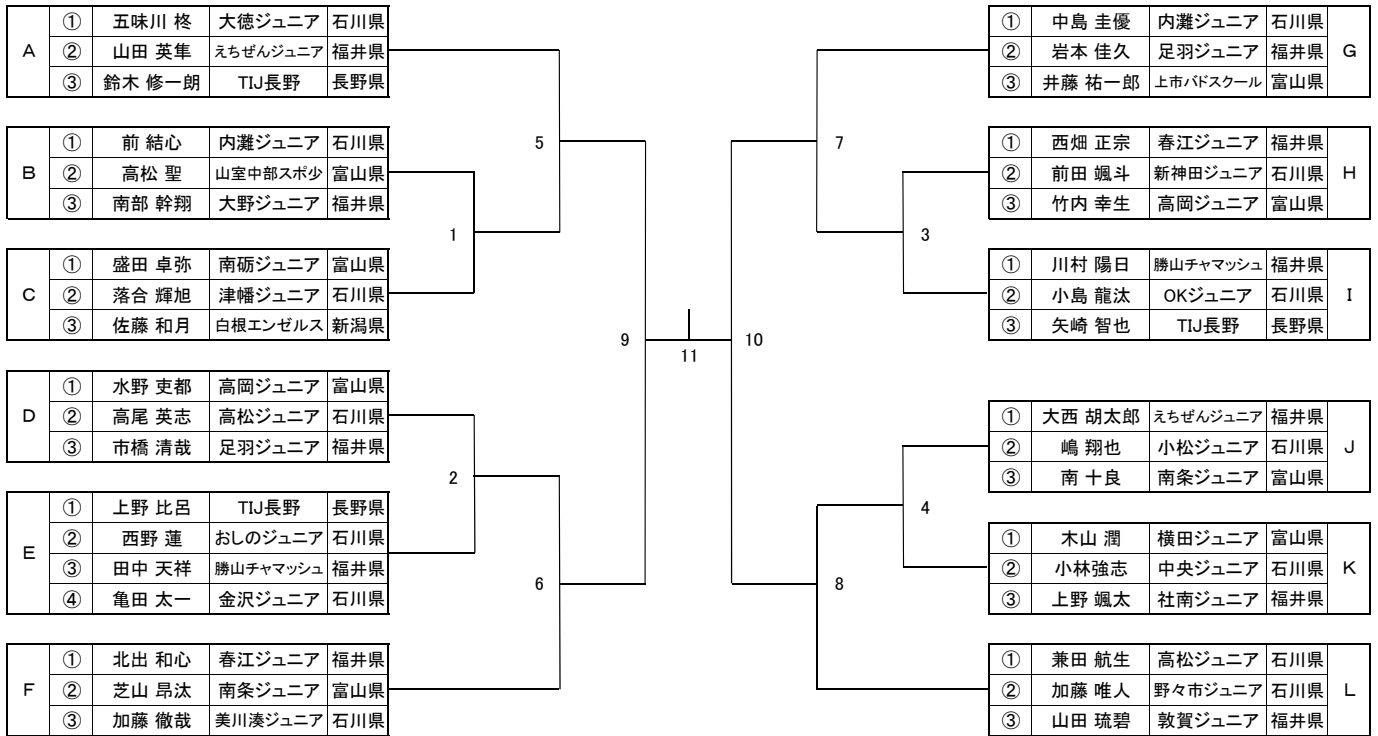 A
① 五味川 柊 大徳ジュニア 石川県
② 山田 英隼 えちぜんジュニア 福井県
③ 鈴木 修一朗 TIJ長野 長野県
B
① 前 結心 内灘ジュニア 石川県
② 高松 聖 山室中部スポ少 富山県
③ 南部 幹翔 大野ジュニア 福井県
C
① 盛田 卓弥 南砺ジュニア 富山県
② 落合 輝旭 津幡ジュニア 石川県
③ 佐藤 和月 白根エンゼルス 新潟県
D
① 水野 吏都 高岡ジュニア 富山県
② 高尾 英志 高松ジュニア 石川県
③ 市橋 清哉 足羽ジュニア 福井県
E
① 上野 比呂 TIJ長野 長野県
② 西野 蓮 おしのジュニア 石川県
③ 田中 天祥 勝山チャマッシュ 福井県
④ 亀田 太一 金沢ジュニア 石川県
F
① 北出 和心 春江ジュニア 福井県
② 芝山 昂汰 南条ジュニア 富山県
③ 加藤 徹哉 美川湊ジュニア 石川県
5
1
9
2
6
11
7
3
10
4
8
① 中島 圭優 内灘ジュニア 石川県
② 岩本 佳久 足羽ジュニア 福井県
③ 井藤 祐一郎 上市バドスクール 富山県
G
① 西畑 正宗 春江ジュニア 福井県
② 前田 颯斗 新神田ジュニア 石川県
③ 竹内 幸生 高岡ジュニア 富山県
H
① 川村 陽日 勝山チャマッシュ 福井県
② 小島 龍汰 OKジュニア 石川県
③ 矢崎 智也 TIJ長野 長野県
I
① 大西 胡太郎 えちぜんジュニア 福井県
② 嶋 翔也 小松ジュニア 石川県
③ 南 十良 南条ジュニア 富山県
J
① 木山 潤 横田ジュニア 富山県
② 小林強志 中央ジュニア 石川県
③ 上野 颯太 社南ジュニア 福井県
K
① 兼田 航生 高松ジュニア 石川県
② 加藤 唯人 野々市ジュニア 石川県
③ 山田 琉碧 敦賀ジュニア 福井県
L